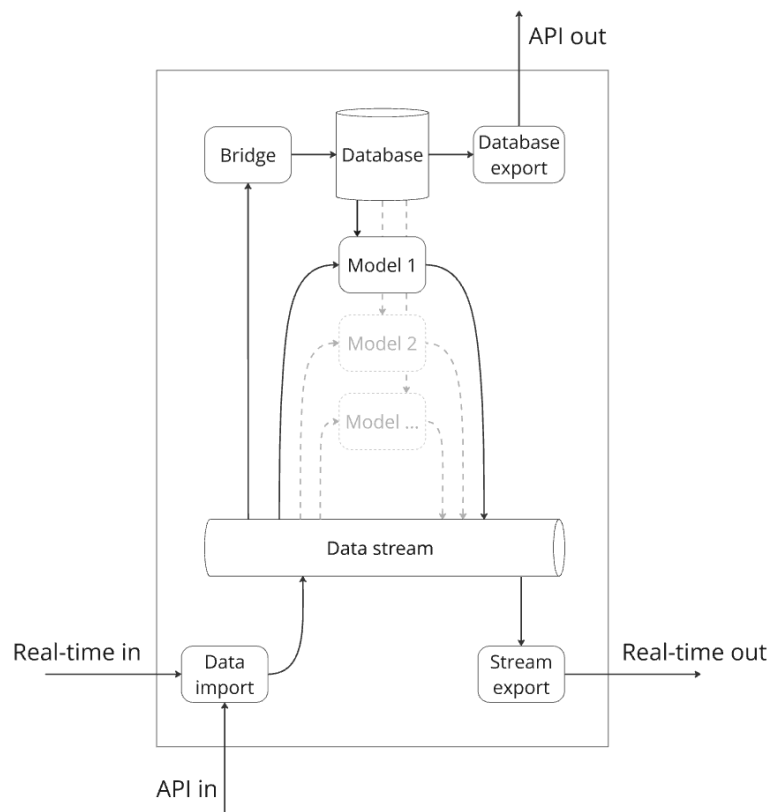 API out
Bridge
Database
Database
export
Model 1
Model 2
Model ...
Data stream
Real-time in
Data
import
Stream
export
Real-time out
API in